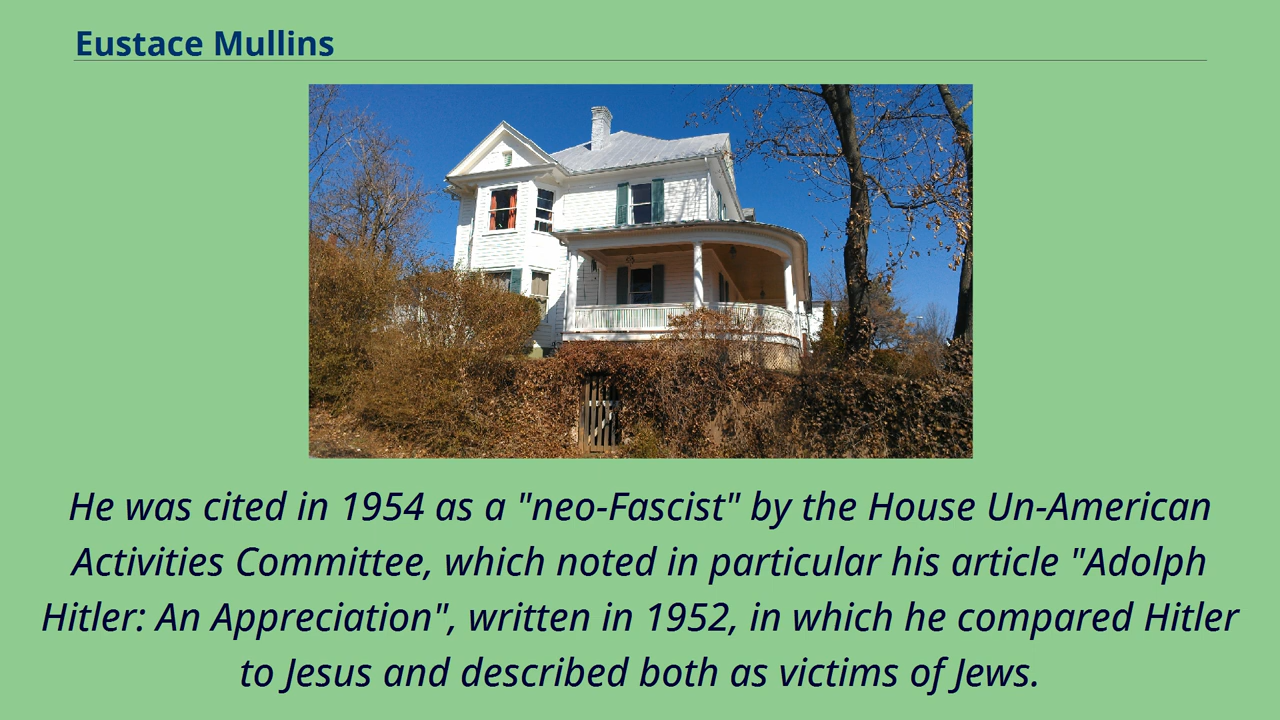 Eustace Mullins
He was cited in 1954 as a "neo-Fascist" by the House Un-American
Activities Committee, which noted in particular his article "Adolph
Hitler: An Appreciation", written in 1952, in which he compared Hitler
to Jesus and described both as victims of Jews.